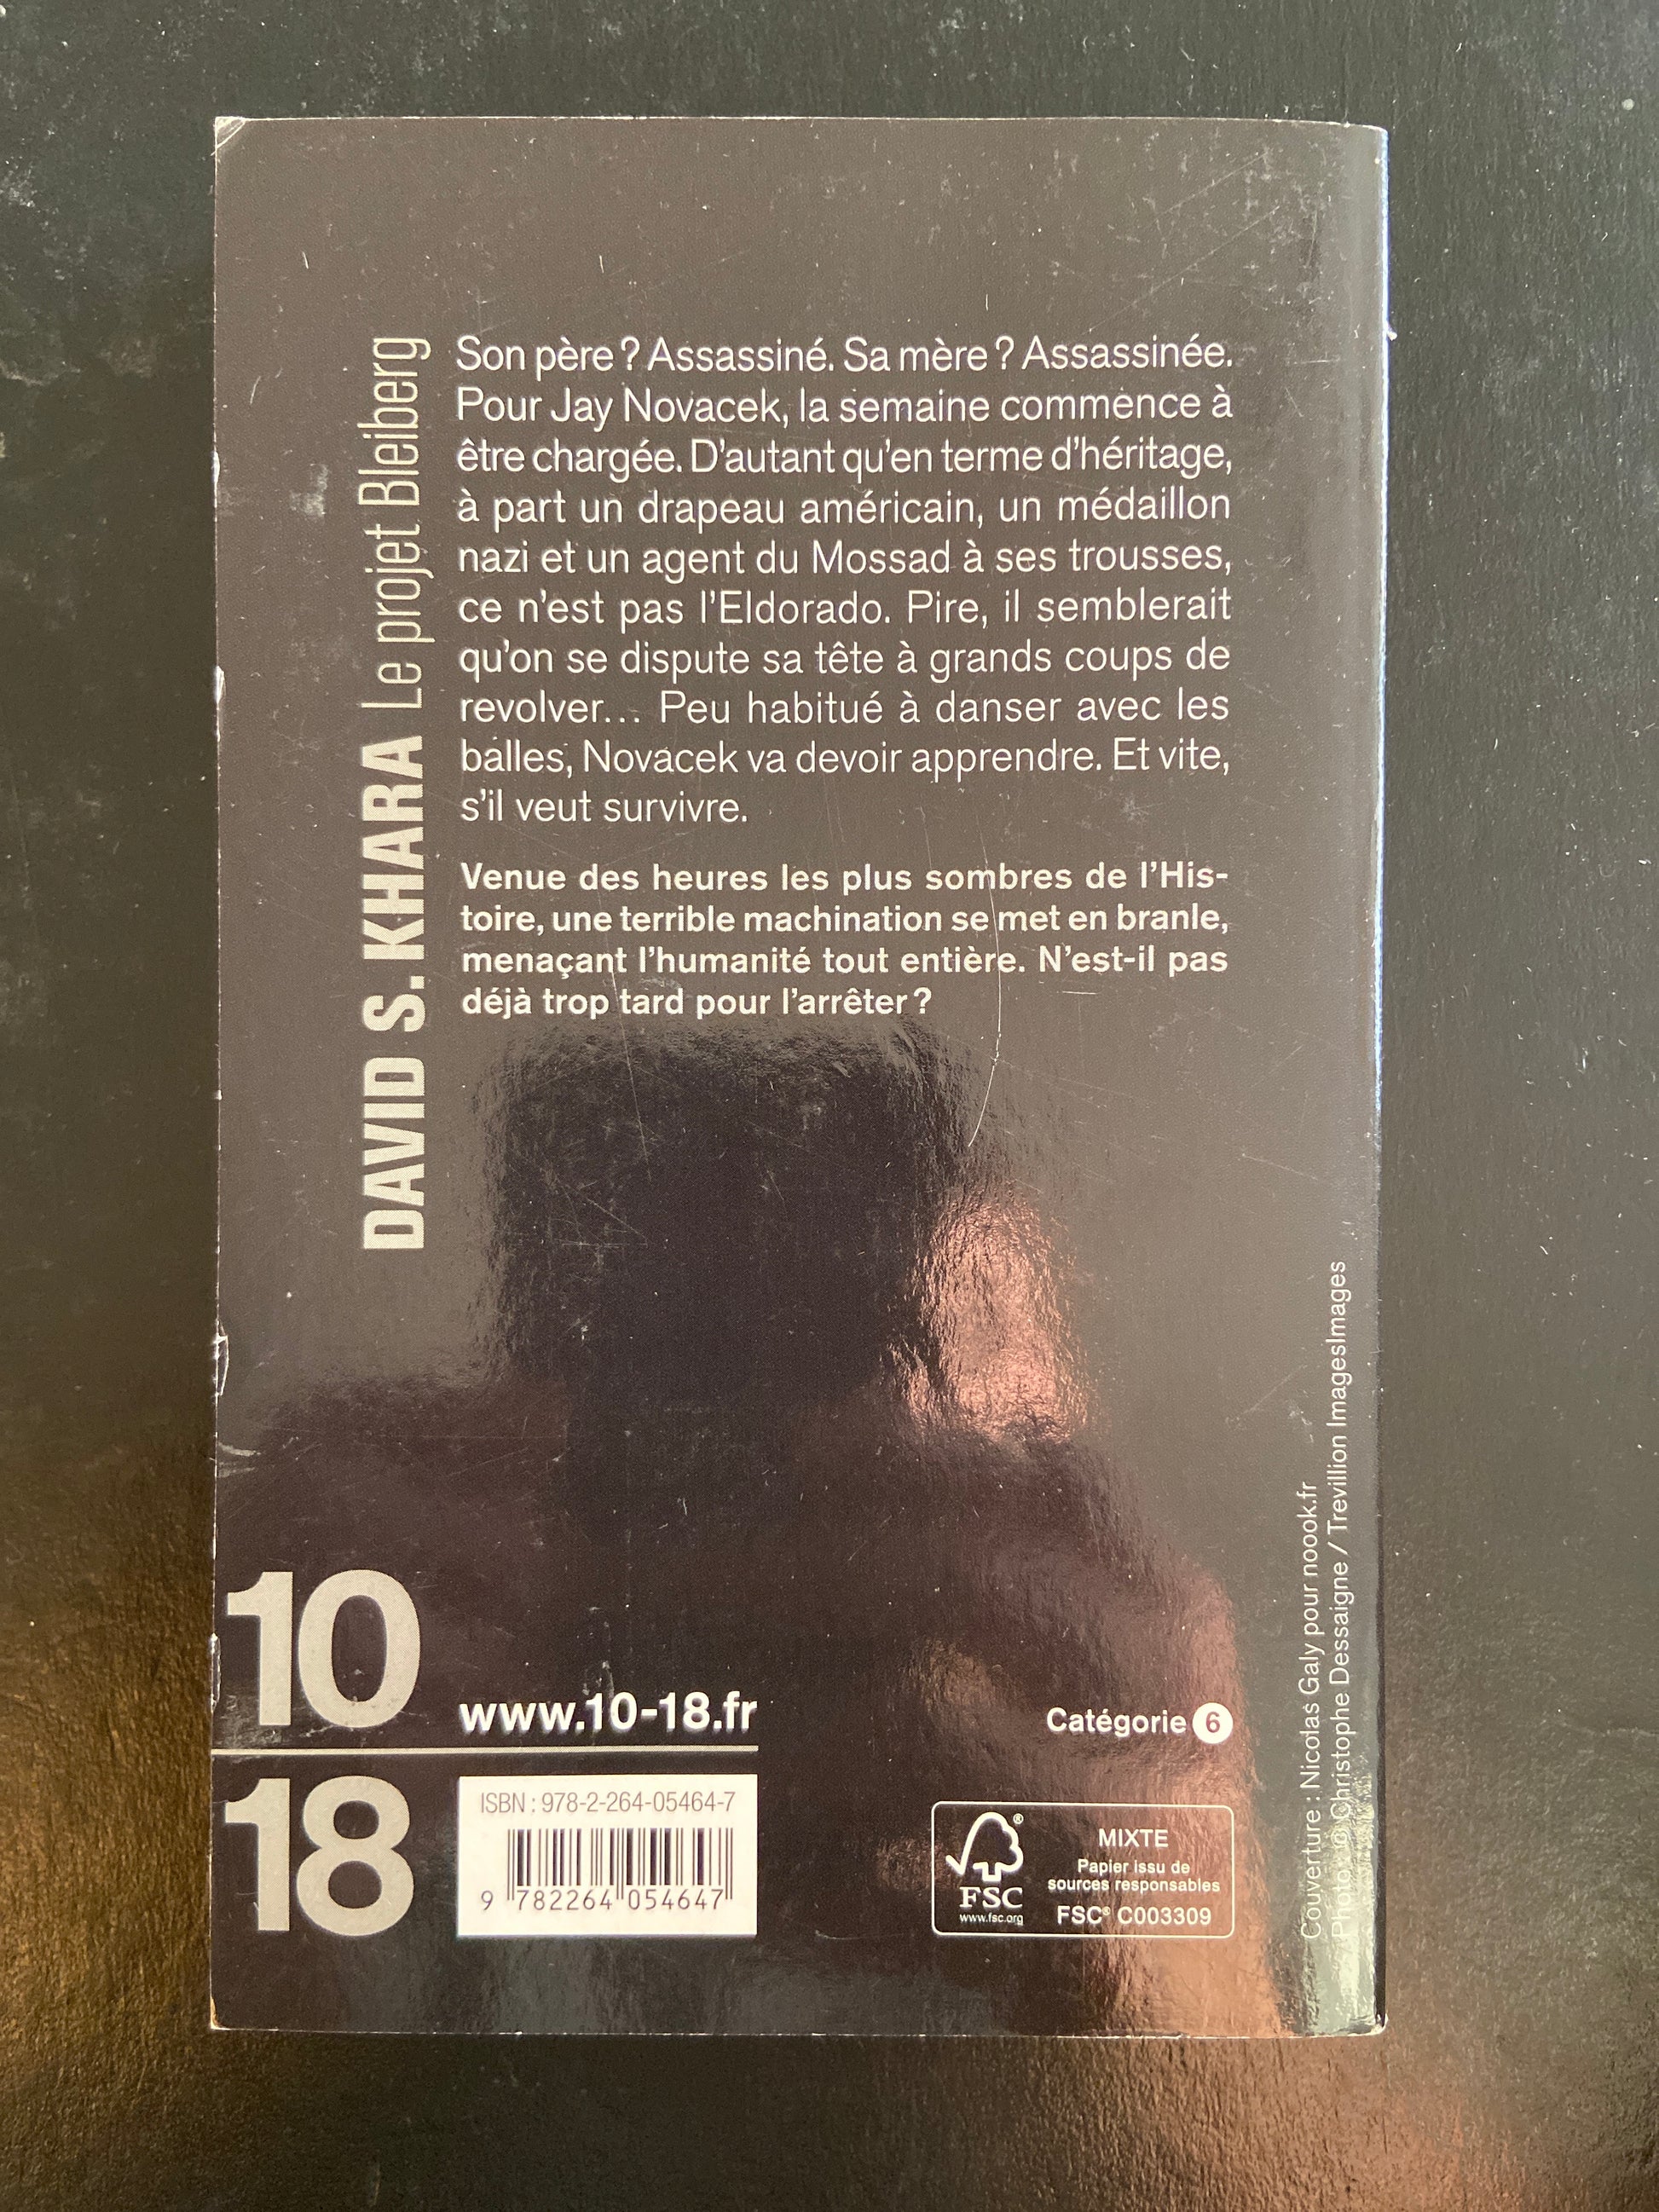 DAVID S. KHARA Le projet Bleiberg
Son père ? Assassiné. Sa mère ? Assassinée.
Pour Jay Novacek, la semaine commence à
être chargée. D'autant qu'en terme d'héritage,
à part un drapeau américain, un médaillon
nazi et un agent du Mossad à ses trousses,
ce n'est pas l'Eldorado. Pire, il semblerait
qu'on se dispute sa tête à grands coups de
revolver... Peu habitué à danser avec les
balles, Novacek va devoir apprendre. Et vite,
s'il veut survivre.
Venue des heures les plus sombres de l'His-
toire, une terrible machination se met en branle,
menaçant l'humanité tout entière. N'est-il pas
déjà trop tard pour l'arrêter ?
10
18
www.10-18.fr
ISBN : 978-2-264-05464-7
9 782264 054647
Catégorie 6
FSC®
www.fsc.org
MIXTE
Papier issu de
sources responsables
FSC® C003309
Couverture : Nicolas Galy pour noook.fr
Photo : © Christophe Dessaigne / Trevillion ImagesImages